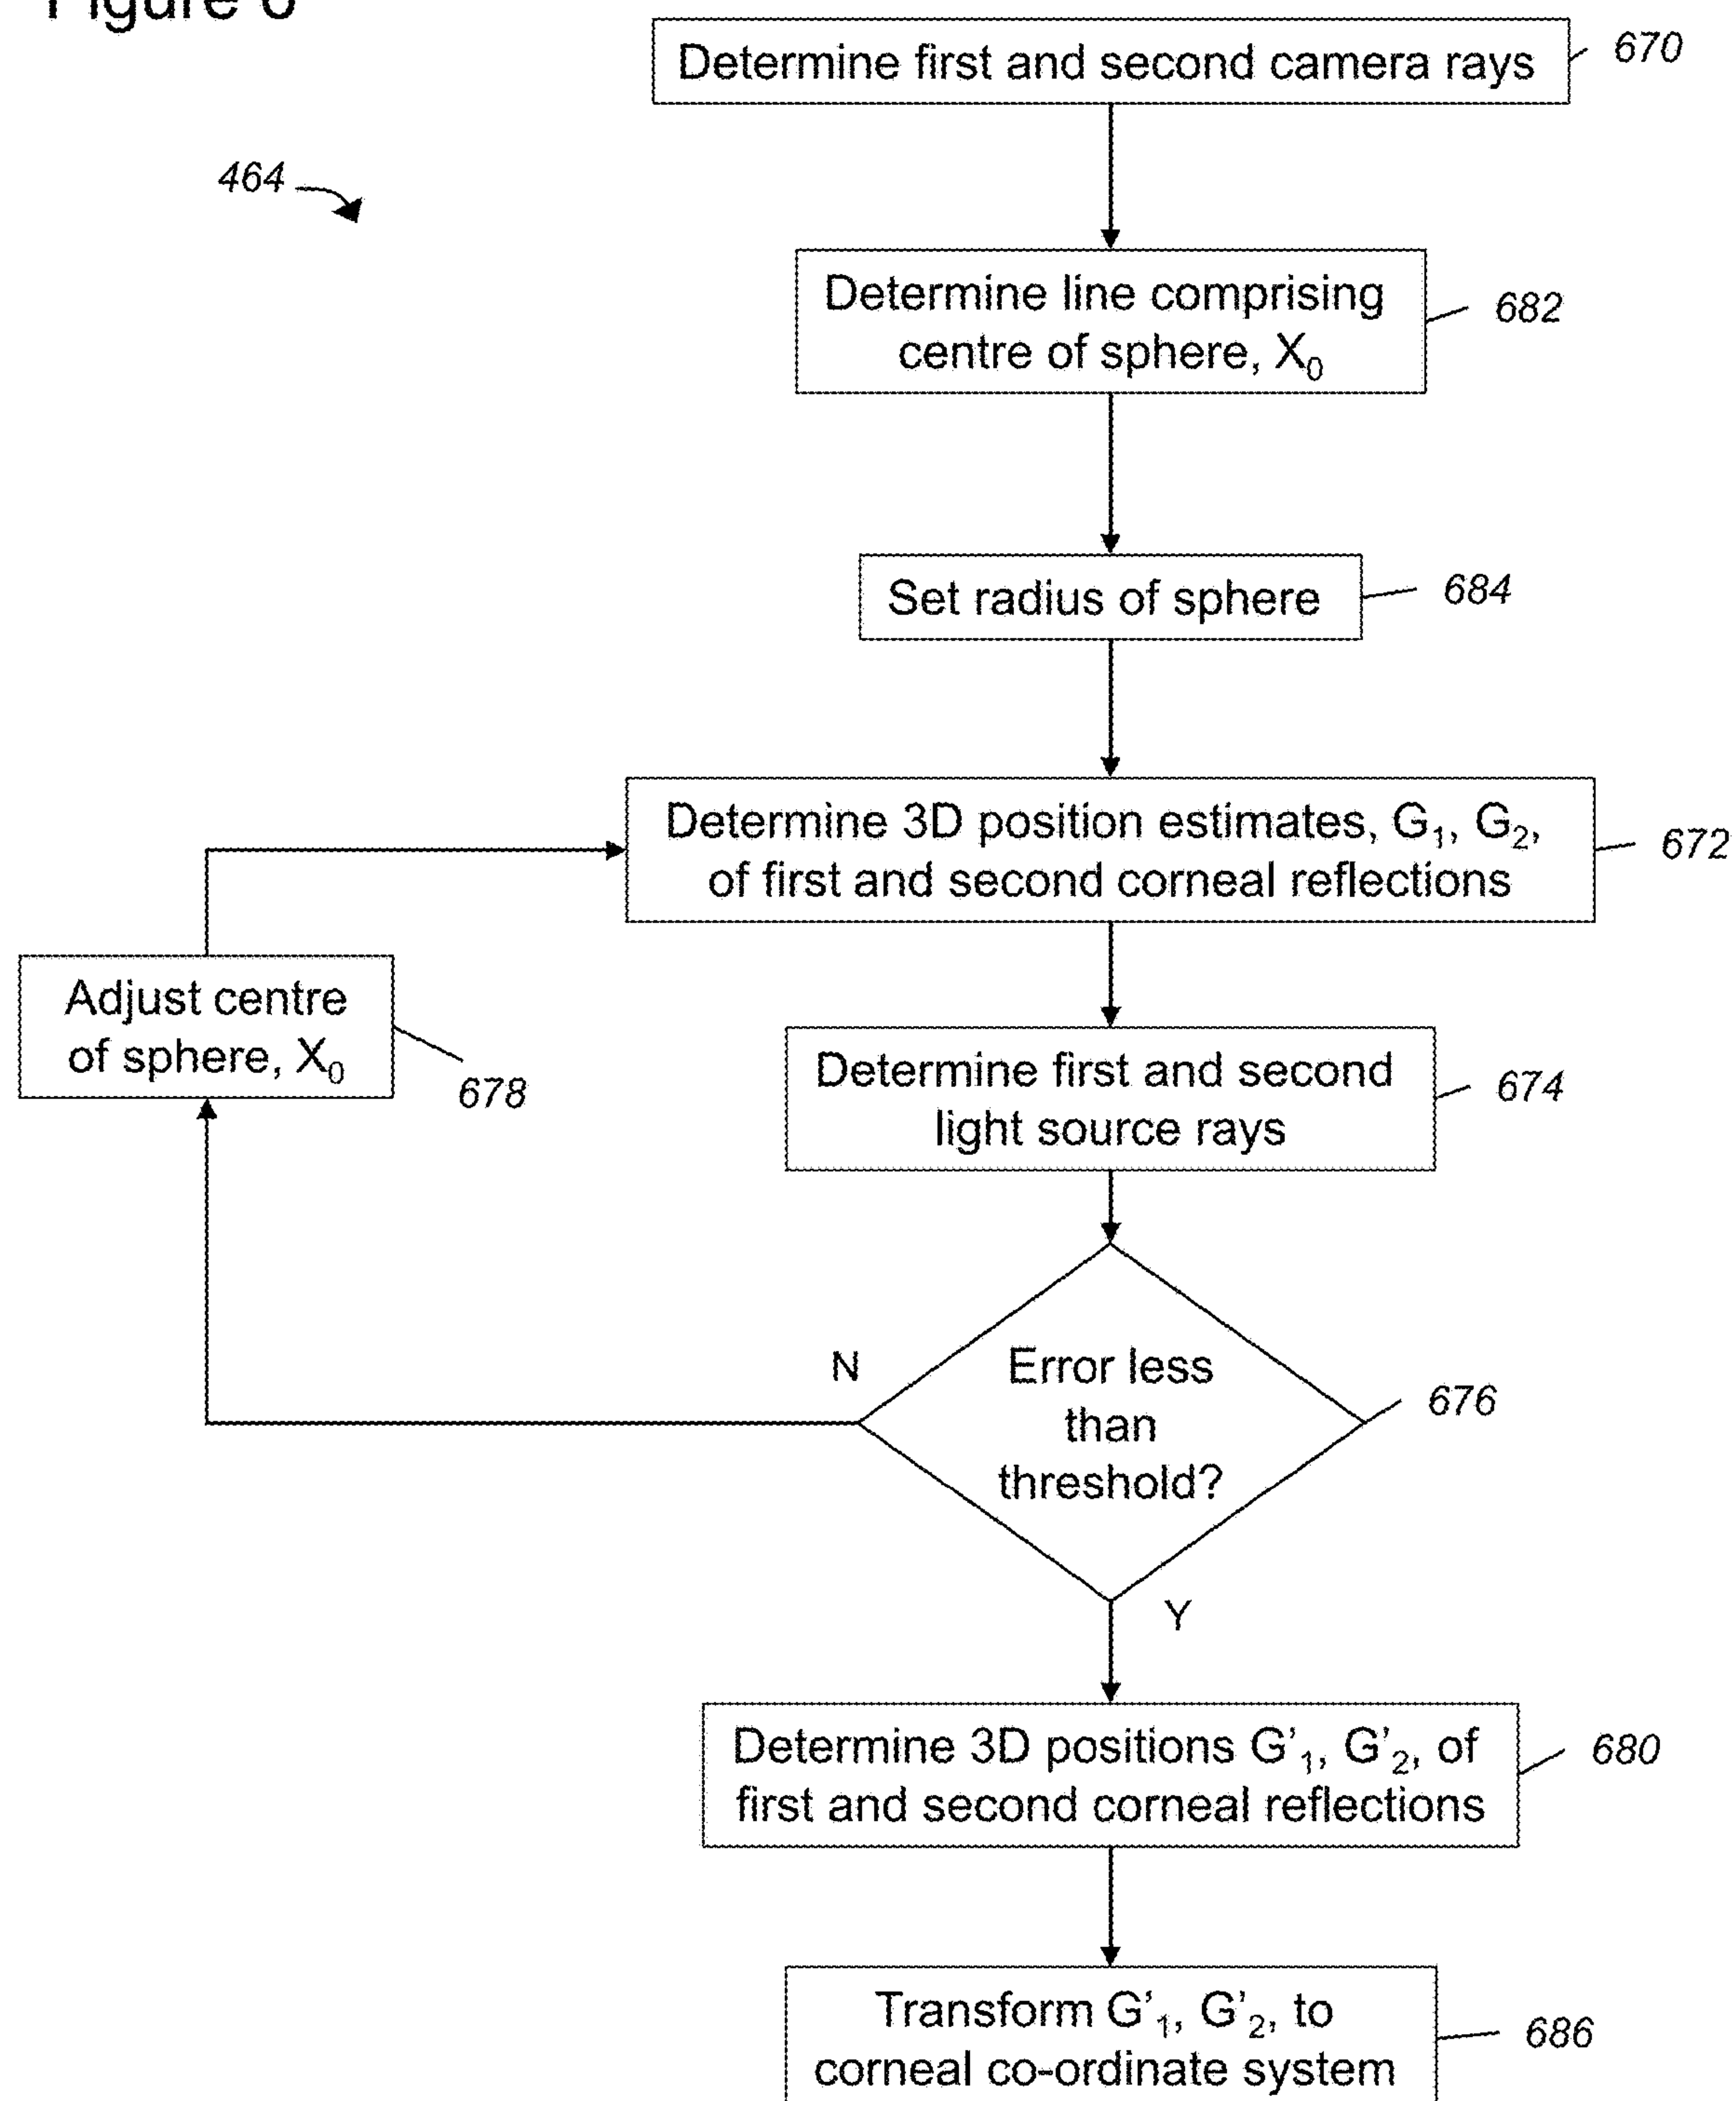 Figure 6
Determine first and second camera rays
670
464
Determine line comprising
centre of sphere, X₀
682
Set radius of sphere
684
Determine 3D position estimates, G₁, G₂,
of first and second corneal reflections
672
Adjust centre
of sphere, X₀
678
Determine first and second
light source rays
674
N
Error less
than
threshold?
676
Y
Determine 3D positions G’₁, G’₂, of
first and second corneal reflections
680
Transform G’₁, G’₂, to
corneal co-ordinate system
686